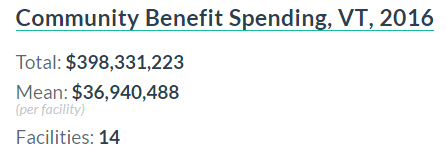 Community Benefit Spending, VT, 2016
Total: $398,331,223
Mean: $36,940,488
(per facility)
Facilities: 14